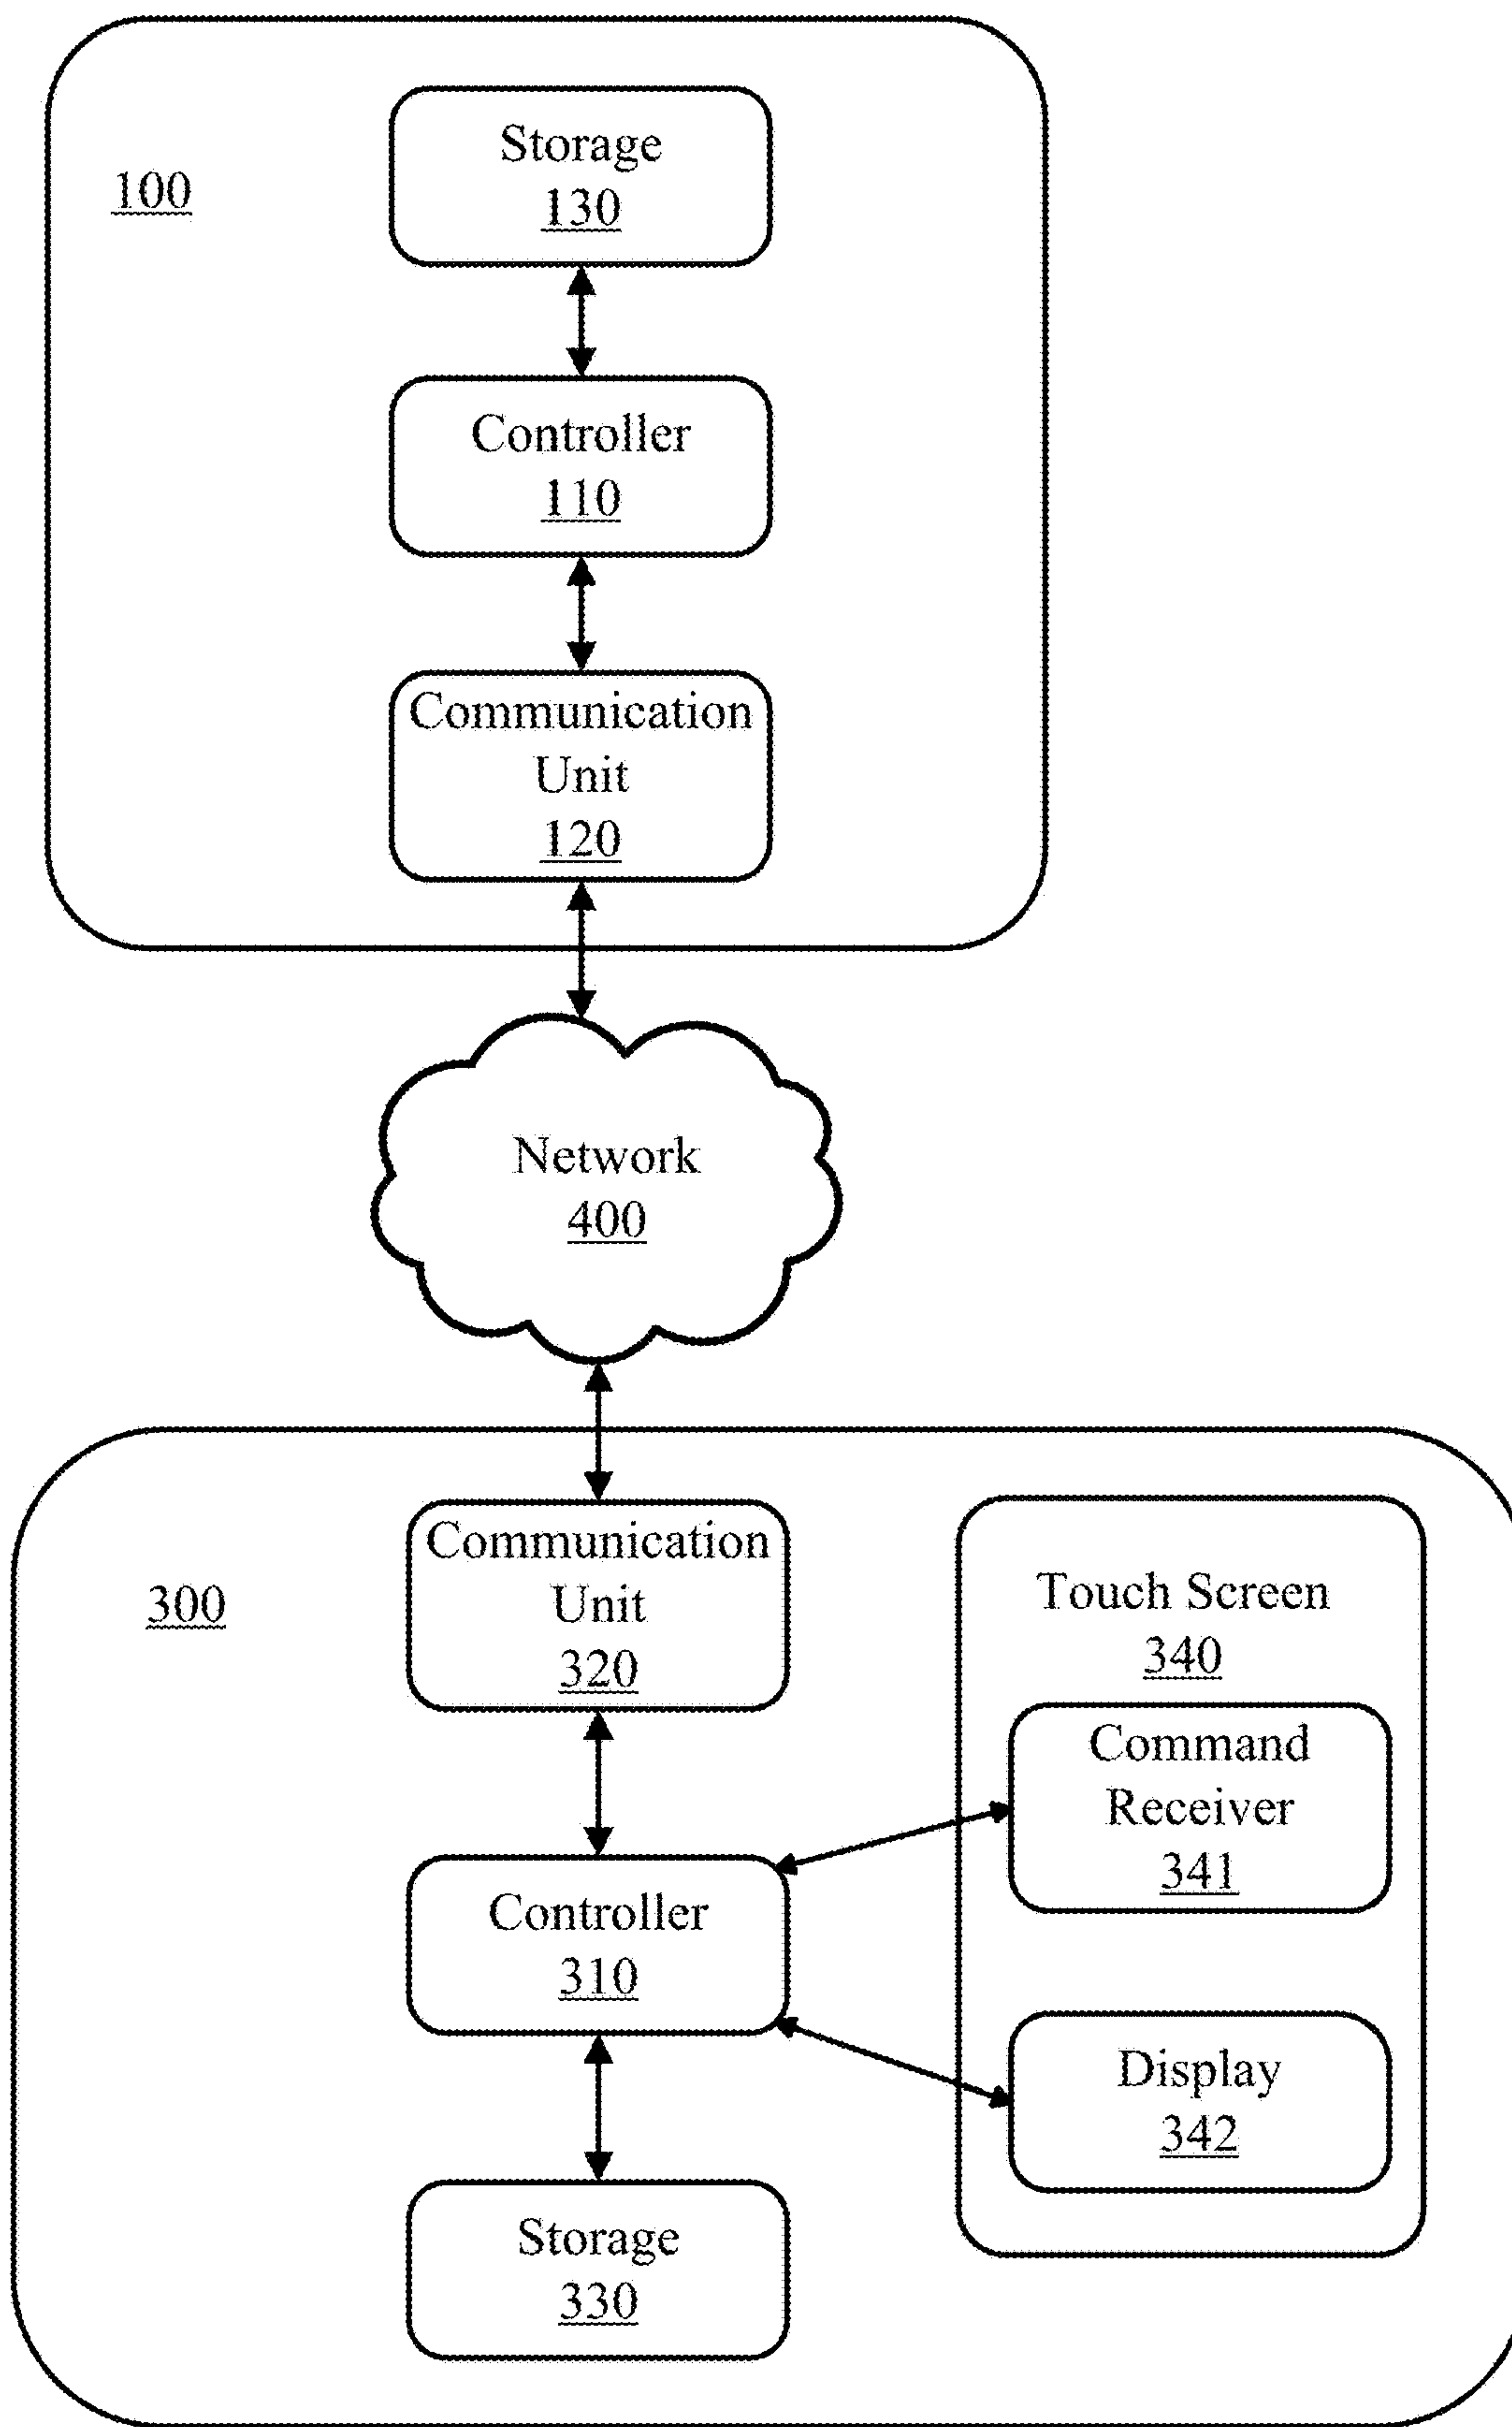 100
Storage
130
Controller
110
Communication
Unit
120
Network
400
300
Communication
Unit
320
Controller
310
Storage
330
Touch Screen
340
Command
Receiver
341
Display
342